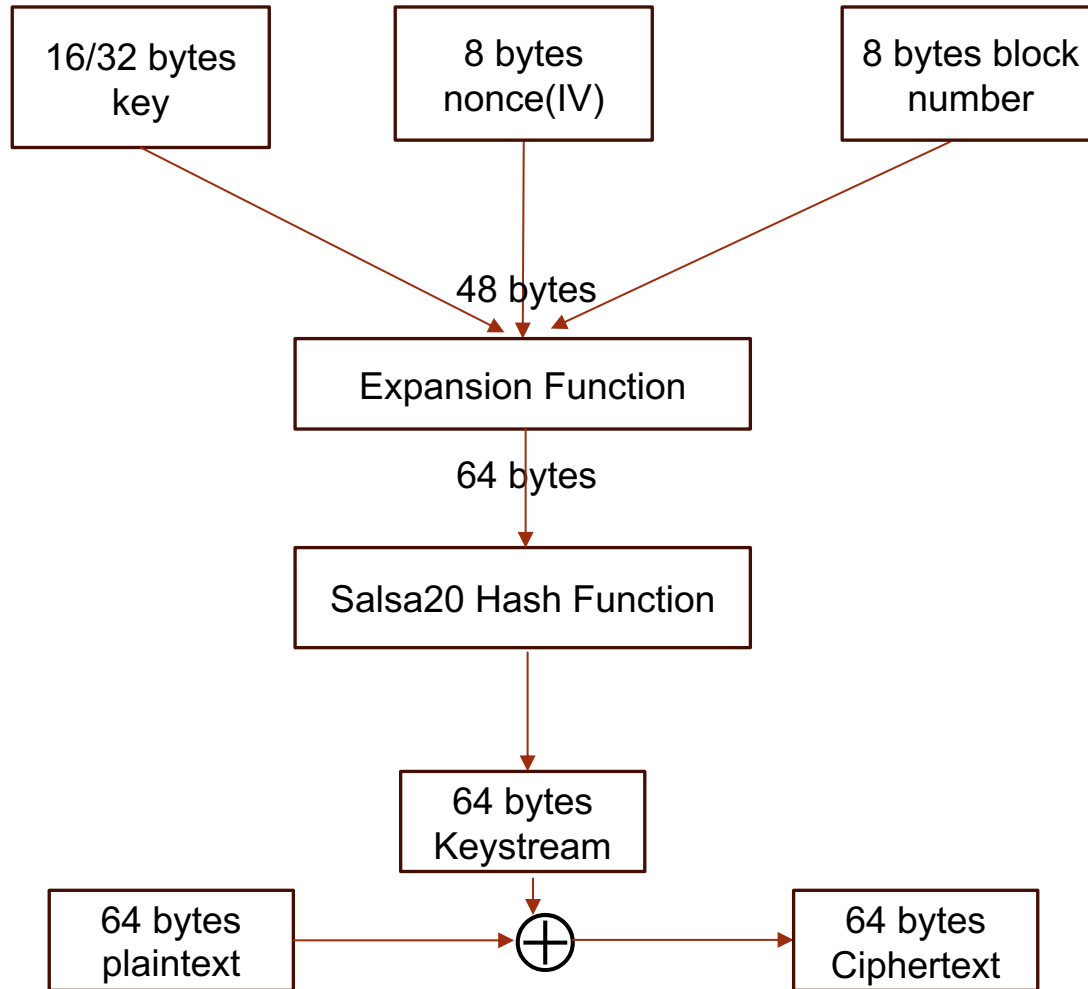 16/32 bytes
key
8 bytes
nonce(IV)
8 bytes block
number
48 bytes
Expansion Function
64 bytes
Salsa20 Hash Function
64 bytes
Keystream
64 bytes
plaintext
64 bytes
Ciphertext